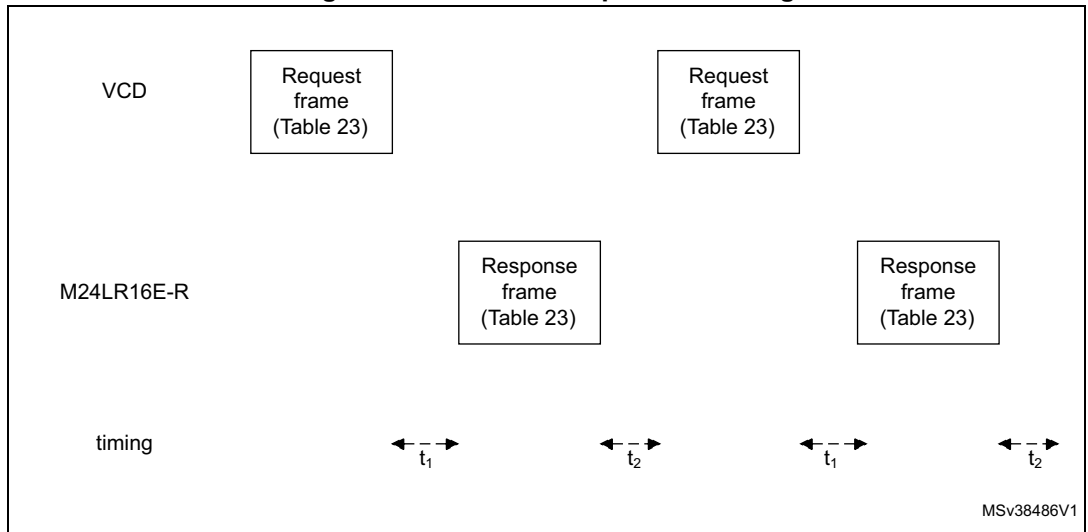 VCD
Request
frame
(Table 23)
Request
frame
(Table 23)
M24LR16E-R
Response
frame
(Table 23)
Response
frame
(Table 23)
timing
t₁
t₂
t₁
t₂
MSv38486V1